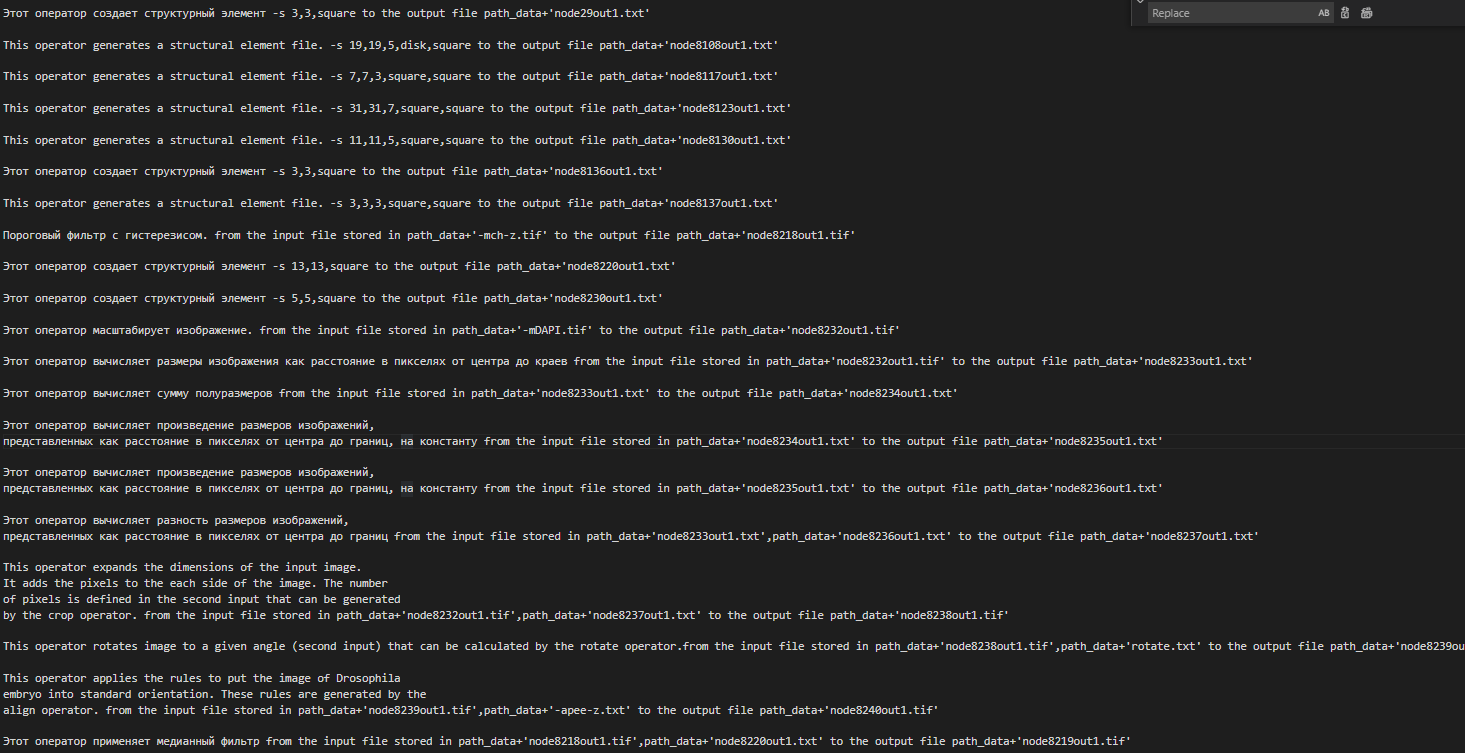 Replace AB
Этот оператор создает структурный элемент -s 3,3,square to the output file path_data+'node29out1.txt'
This operator generates a structural element file. -s 19,19,5,disk,square to the output file path_data+'node8108out1.txt'
This operator generates a structural element file. -s 7,7,3,square,square to the output file path_data+'node8117out1.txt'
This operator generates a structural element file. -s 31,31,7,square,square to the output file path_data+'node8123out1.txt'
This operator generates a structural element file. -s 11,11,5,square,square to the output file path_data+'node8130out1.txt'
Этот оператор создает структурный элемент -s 3,3,square to the output file path_data+'node8136out1.txt'
This operator generates a structural element file. -s 3,3,3,square,square to the output file path_data+'node8137out1.txt'
Пороговый фильтр с гистерезисом. from the input file stored in path_data+'-mch-z.tif' to the output file path_data+'node8218out1.tif'
Этот оператор создает структурный элемент -s 13,13,square to the output file path_data+'node8220out1.txt'
Этот оператор создает структурный элемент -s 5,5,square to the output file path_data+'node8230out1.txt'
Этот оператор масштабирует изображение. from the input file stored in path_data+'-mDAPI.tif' to the output file path_data+'node8232out1.tif'
Этот оператор вычисляет размеры изображения как расстояние в пикселях от центра до краев from the input file stored in path_data+'node8232out1.tif' to the output file path_data+'node8233out1.txt'
Этот оператор вычисляет сумму полуразмеров from the input file stored in path_data+'node8233out1.txt' to the output file path_data+'node8234out1.txt'
Этот оператор вычисляет произведение размеров изображений,
представленных как расстояние в пикселях от центра до границ, на константу from the input file stored in path_data+'node8234out1.txt' to the output file path_data+'node8235out1.txt'
Этот оператор вычисляет произведение размеров изображений,
представленных как расстояние в пикселях от центра до границ, на константу from the input file stored in path_data+'node8235out1.txt' to the output file path_data+'node8236out1.txt'
Этот оператор вычисляет разность размеров изображений,
представленных как расстояние в пикселях от центра до границ from the input file stored in path_data+'node8233out1.txt',path_data+'node8236out1.txt' to the output file path_data+'node8237out1.txt'
This operator expands the dimensions of the input image.
It adds the pixels to the each side of the image. The number
of pixels is defined in the second input that can be generated
by the crop operator. from the input file stored in path_data+'node8232out1.tif',path_data+'node8237out1.txt' to the output file path_data+'node8238out1.tif'
This operator rotates image to a given angle (second input) that can be calculated by the rotate operator.from the input file stored in path_data+'node8238out1.tif',path_data+'rotate.txt' to the output file path_data+'node8239ou
This operator applies the rules to put the image of Drosophila
embryo into standard orientation. These rules are generated by the
align operator. from the input file stored in path_data+'node8239out1.tif',path_data+'-apee-z.txt' to the output file path_data+'node8240out1.tif'
Этот оператор применяет медианный фильтр from the input file stored in path_data+'node8218out1.tif',path_data+'node8220out1.txt' to the output file path_data+'node8219out1.tif'